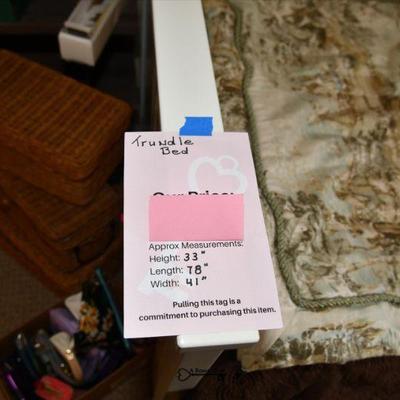 Trundle
Bed
Our Price:
Approx Measurements:
Height: 33"
Length: 78"
Width: 41"
Pulling this tag is a
commitment to purchasing this item.